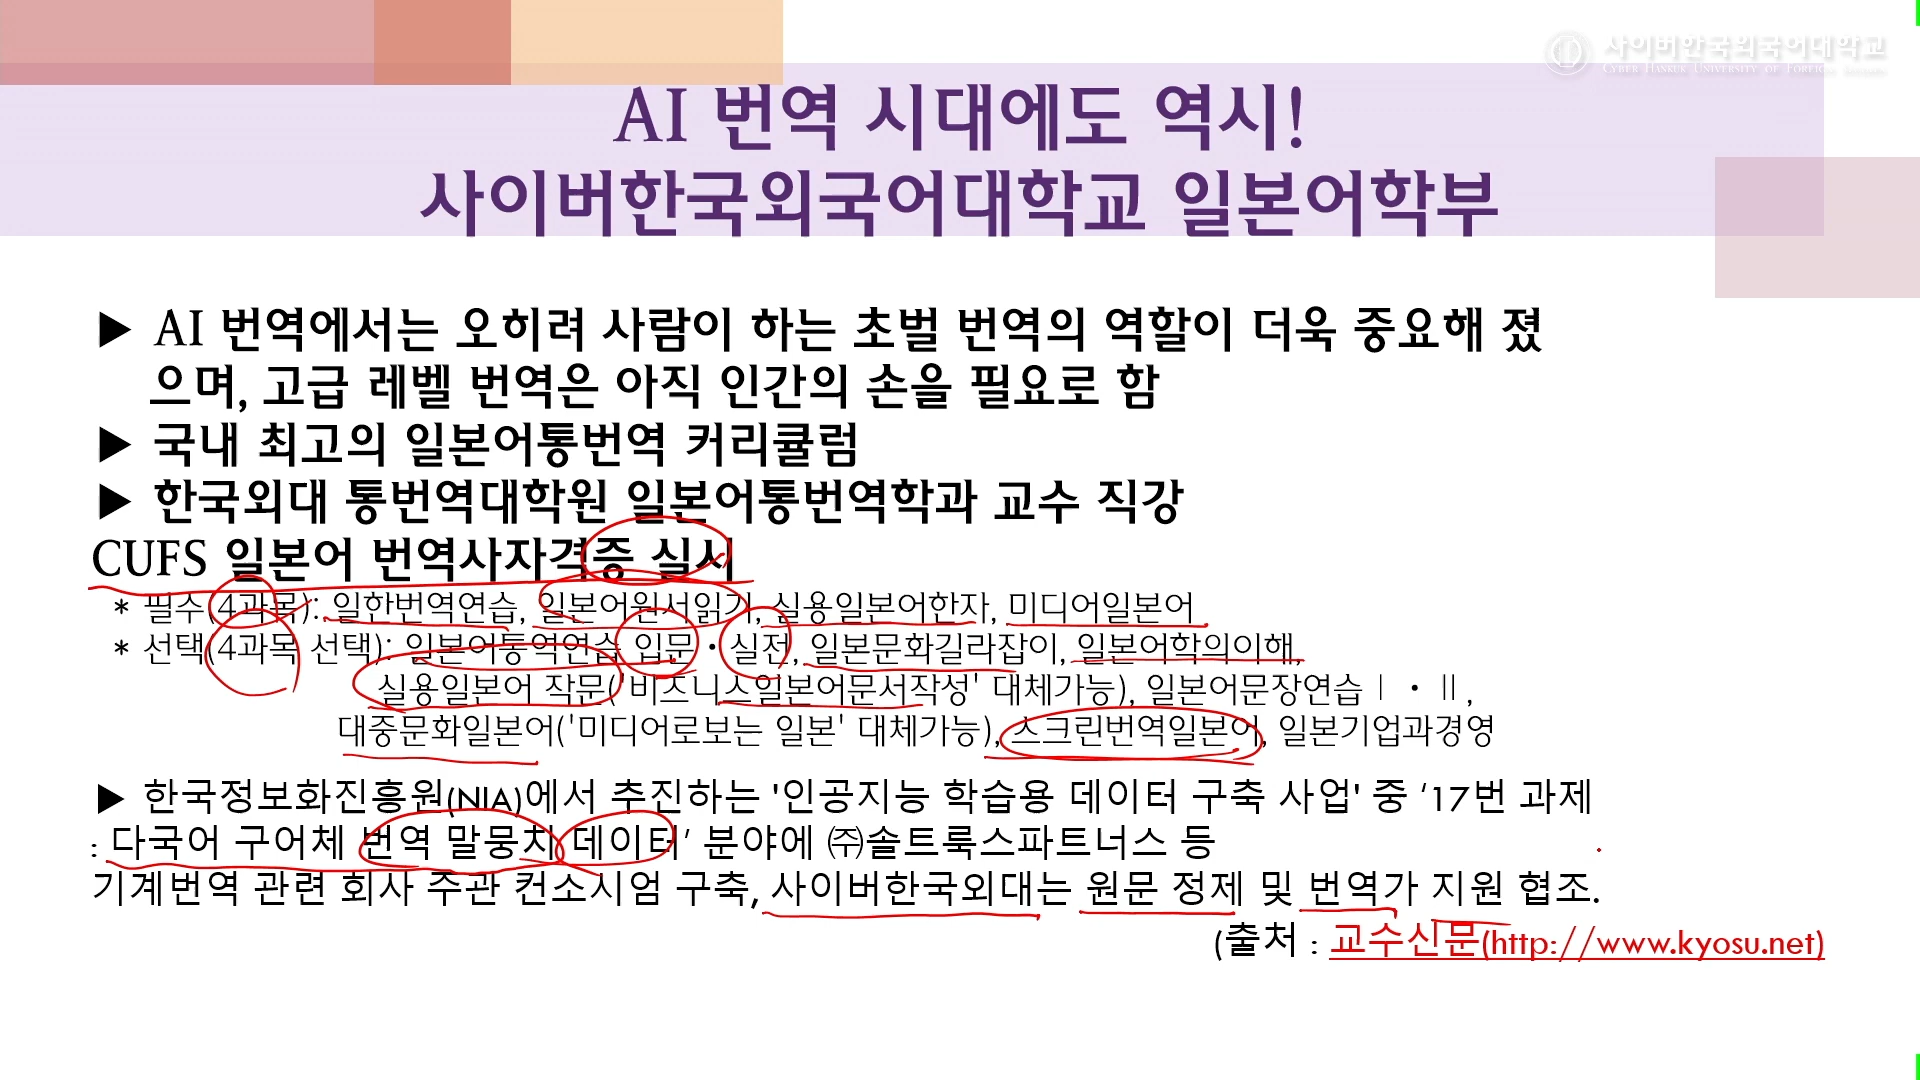 사이버한국외국어대학교
CYBER HANKUK UNIVERSITY OF FOREIGN STUDIES
AI 번역 시대에도 역시!
사이버한국외국어대학교 일본어학부
▶ AI 번역에서는 오히려 사람이 하는 초벌 번역의 역할이 더욱 중요해 졌
으며, 고급 레벨 번역은 아직 인간의 손을 필요로 함
▶ 국내 최고의 일본어통번역 커리큘럼
▶ 한국외대 통번역대학원 일본어통번역학과 교수 직강
CUFS 일본어 번역사자격증 실시
* 필수(4과목): 일한번역연습, 일본어원서읽기, 실용일본어한자, 미디어일본어
* 선택(4과목 선택): 일본어통역연습 입문・실전, 일본문화길라잡이, 일본어학의이해,
실용일본어 작문('비즈니스일본어문서작성' 대체가능), 일본어문장연습Ⅰ・Ⅱ,
대중문화일본어('미디어로보는 일본' 대체가능), 스크린번역일본어, 일본기업과경영
▶ 한국정보화진흥원(NIA)에서 추진하는 '인공지능 학습용 데이터 구축 사업' 중 ‘17번 과제
: 다국어 구어체 번역 말뭉치 데이터’ 분야에 ㈜솔트룩스파트너스 등
기계번역 관련 회사 주관 컨소시엄 구축, 사이버한국외대는 원문 정제 및 번역가 지원 협조.
(출처 : 교수신문(http://www.kyosu.net)